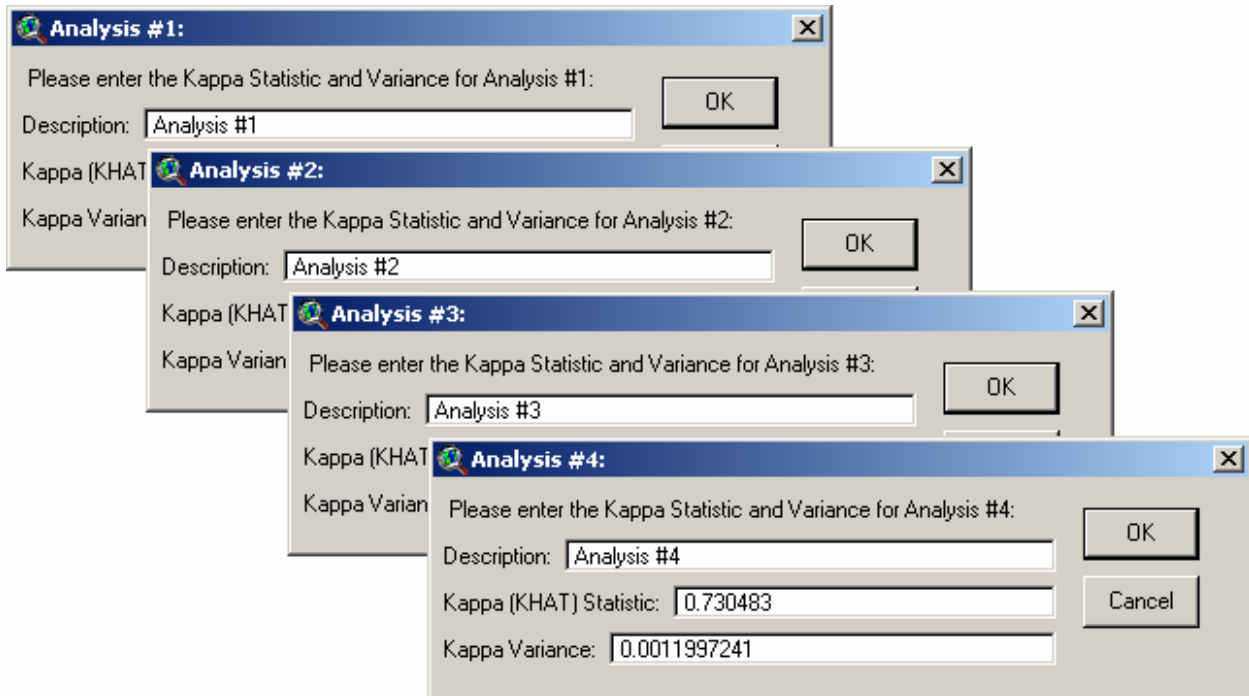 Analysis #1:
Please enter the Kappa Statistic and Variance for Analysis #1:
OK
Description: Analysis #1
Kappa (KHAT
Kappa Varian
Analysis #2:
Please enter the Kappa Statistic and Variance for Analysis #2:
OK
Description: Analysis #2
Kappa (KHAT
Kappa Varian
Analysis #3:
Please enter the Kappa Statistic and Variance for Analysis #3:
OK
Description: Analysis #3
Kappa (KHAT
Kappa Varian
Analysis #4:
Please enter the Kappa Statistic and Variance for Analysis #4:
OK
Description: Analysis #4
Kappa (KHAT) Statistic: 0.730483
Cancel
Kappa Variance: 0.0011997241